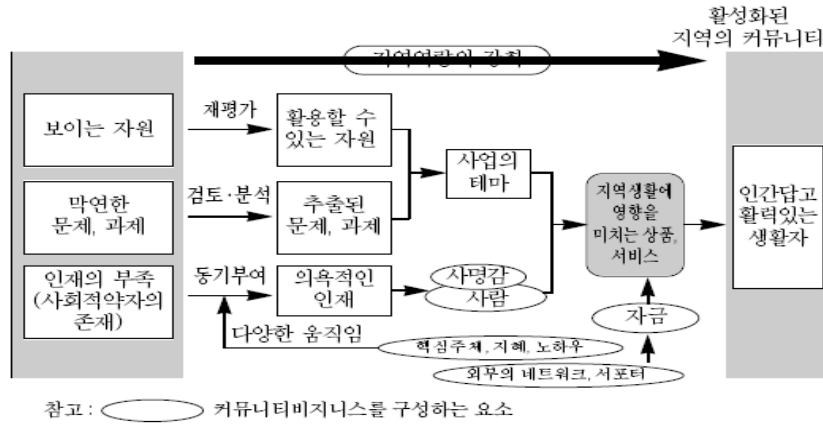 활성화된
지역의 커뮤니티
지역역량의 강화
보이는 자원
재평가
활용할 수
있는 자원
사업의
테마
막연한
문제, 과제
검토·분석
추출된
문제, 과제
지역생활에
영향을
미치는 상품,
서비스
인간답고
활력있는
생활자
인재의 부족
(사회적약자의
존재)
동기부여
의욕적인
인재
사명감
사람
자금
다양한 움직임
핵심주체, 지혜, 노하우
외부의 네트워크, 서포터
참고 : 커뮤니티비지니스를 구성하는 요소